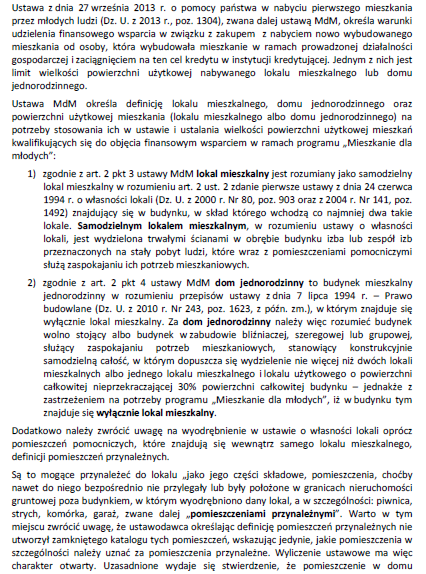 Ustawa z dnia 27 września 2013 r. o pomocy państwa w nabyciu pierwszego mieszkania
przez młodych ludzi (Dz. U. z 2013 r., poz. 1304), zwana dalej ustawą MdM, określa warunki
udzielenia finansowego wsparcia w związku z zakupem z nabyciem nowo wybudowanego
mieszkania od osoby, która wybudowała mieszkanie w ramach prowadzonej działalności
gospodarczej i zaciągnięciem na ten cel kredytu w instytucji kredytującej. Jednym z nich jest
limit wielkości powierzchni użytkowej nabywanego lokalu mieszkalnego lub domu
jednorodzinnego.
Ustawa MdM określa definicję lokalu mieszkalnego, domu jednorodzinnego oraz
powierzchni użytkowej mieszkania (lokalu mieszkalnego albo domu jednorodzinnego) na
potrzeby stosowania ich w ustawie i ustalania wielkości powierzchni użytkowej mieszkań
kwalifikujących się do objęcia finansowym wsparciem w ramach programu „Mieszkanie dla
młodych":
1) zgodnie z art. 2 pkt 3 ustawy MdM lokal mieszkalny jest rozumiany jako samodzielny
lokal mieszkalny w rozumieniu art. 2 ust. 2 zdanie pierwsze ustawy z dnia 24 czerwca
1994 r. o własności lokali (Dz. U. z 2000 r. Nr 80, poz. 903 oraz z 2004 r. Nr 141, poz.
1492) znajdujący się w budynku, w skład którego wchodzą co najmniej dwa takie
lokale. Samodzielnym lokalem mieszkalnym, w rozumieniu ustawy o własności
lokali, jest wydzielona trwałymi ścianami w obrębie budynku izba lub zespół izb
przeznaczonych na stały pobyt ludzi, które wraz z pomieszczeniami pomocniczymi
służą zaspokajaniu ich potrzeb mieszkaniowych.
2) zgodnie z art. 2 pkt 4 ustawy MdM dom jednorodzinny to budynek mieszkalny
jednorodzinny w rozumieniu przepisów ustawy z dnia 7 lipca 1994 r. – Prawo
budowlane (Dz. U. z 2010 r. Nr 243, poz. 1623, z późn. zm.), w którym znajduje się
wyłącznie lokal mieszkalny. Za dom jednorodzinny należy więc rozumieć budynek
wolno stojący albo budynek w zabudowie bliźniaczej, szeregowej lub grupowej,
służący zaspokajaniu potrzeb mieszkaniowych, stanowiący konstrukcyjnie
samodzielną całość, w którym dopuszcza się wydzielenie nie więcej niż dwóch lokali
mieszkalnych albo jednego lokalu mieszkalnego i lokalu użytkowego o powierzchni
całkowitej nieprzekraczającej 30% powierzchni całkowitej budynku – jednakże z
zastrzeżeniem na potrzeby programu „Mieszkanie dla młodych", iż w budynku tym
znajduje się wyłącznie lokal mieszkalny.
Dodatkowo należy zwrócić uwagę na wyodrębnienie w ustawie o własności lokali oprócz
pomieszczeń pomocniczych, które znajdują się wewnątrz samego lokalu mieszkalnego,
definicji pomieszczeń przynależnych.
Są to mogące przynależeć do lokalu „jako jego części składowe, pomieszczenia, choćby
nawet do niego bezpośrednio nie przylegały lub były położone w granicach nieruchomości
gruntowej poza budynkiem, w którym wyodrębniono dany lokal, a w szczególności: piwnica,
strych, komórka, garaż, zwane dalej „pomieszczeniami przynależnymi". Warto w tym
miejscu zwrócić uwagę, że ustawodawca określając definicję pomieszczeń przynależnych nie
utworzył zamkniętego katalogu tych pomieszczeń, wskazując jedynie, jakie pomieszczenia w
szczególności należy uznać za pomieszczenia przynależne. Wyliczenie ustawowe ma więc
charakter otwarty. Uzasadnione wydaje się stwierdzenie, że pomieszczenie w domu